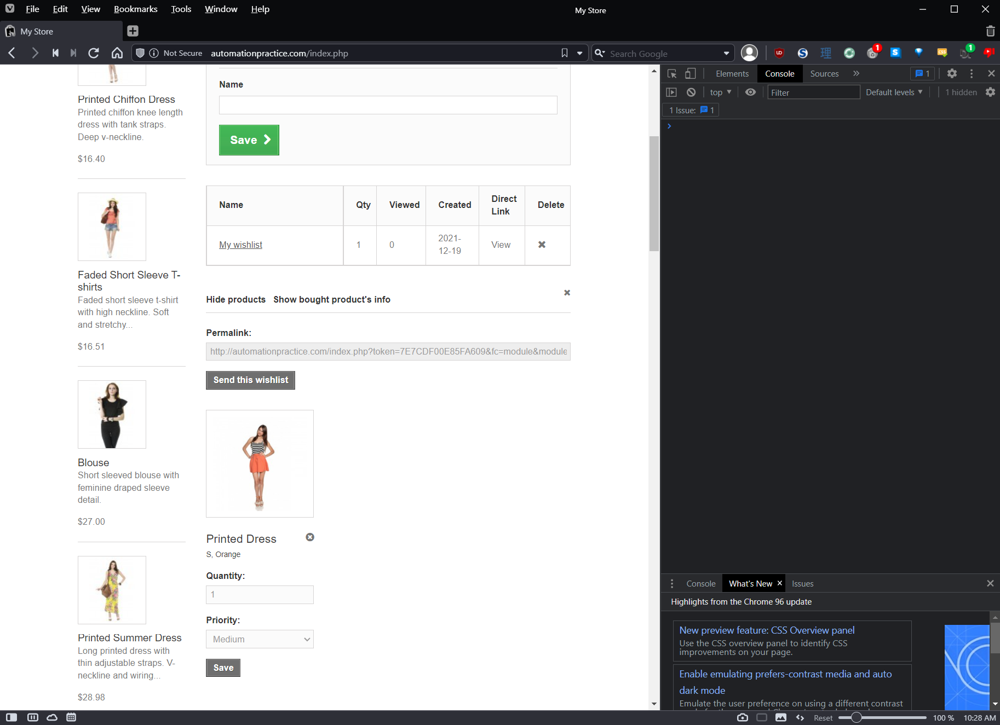 File Edit View Bookmarks Tools Window Help
My Store
My Store
Not Secure automationpractice.com/index.php
Search Google
1
1
Printed Chiffon Dress
Printed chiffon knee length
dress with tank straps.
Deep v-neckline.
$16.40
Faded Short Sleeve T-
shirts
Faded short sleeve t-shirt
with high neckline. Soft
and stretchy...
$16.51
Blouse
Short sleeved blouse with
feminine draped sleeve
detail.
$27.00
Printed Summer Dress
Long printed dress with
thin adjustable straps. V-
neckline and wiring...
$28.98
Name
Save
Name Qty Viewed Created Direct Link Delete
My wishlist 1 0 2021-12-19 View
Hide products Show bought product's info
Permalink:
http://automationpractice.com/index.php?token=7E7CDF00E85FA609&fc=module&module
Send this wishlist
Printed Dress
S, Orange
Quantity:
1
Priority:
Medium
Save
Elements Console Sources 1
top Filter Default levels 1 hidden
1 Issue: 1
Console What's New Issues
Highlights from the Chrome 96 update
New preview feature: CSS Overview panel
Use the CSS overview panel to identify CSS
improvements on your page.
Enable emulating prefers-contrast media and auto
dark mode
Emulate the user preference on using a different contrast
Reset 100 % 10:28 AM